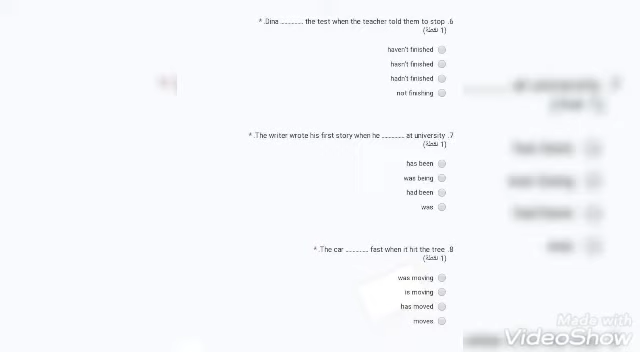 .6 Dina .............. the test when the teacher told them to stop. *
(1 نقطة)
haven't finished
hasn't finished
hadn't finished
not finishing
.7 The writer wrote his first story when he .............. at university. *
(1 نقطة)
has been
was being
had been
was
.8 The car .............. fast when it hit the tree. *
(1 نقطة)
was moving
is moving
has moved
moves
Made with
VideoShow